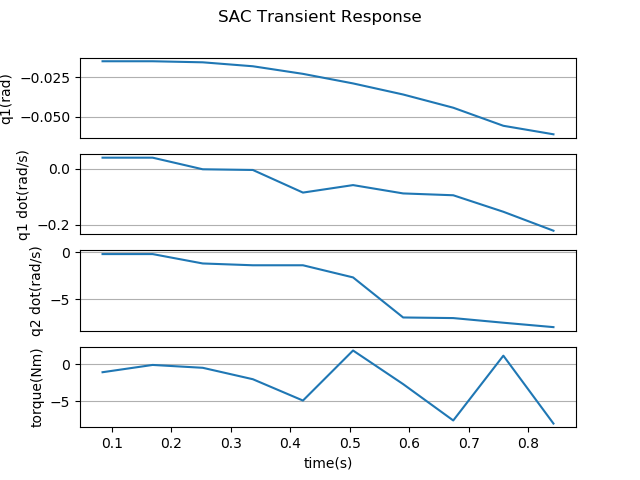 SAC Transient Response
q1(rad)
−0.025
−0.050
q1 dot(rad/s)
0.0
−0.2
q2 dot(rad/s)
0
−5
torque(Nm)
0
−5
0.1 0.2 0.3 0.4 0.5 0.6 0.7 0.8
time(s)